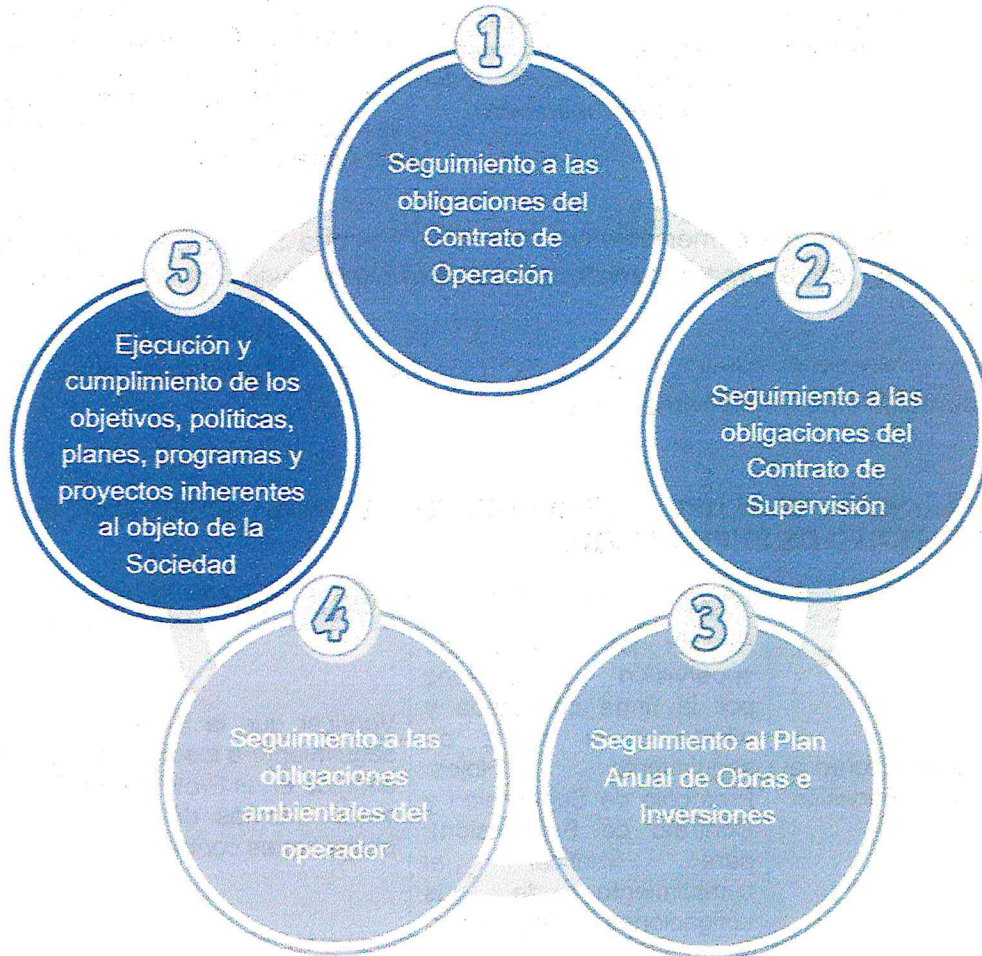 1
Seguimiento a las
obligaciones del
Contrato de
Operación
2
Seguimiento a las
obligaciones del
Contrato de
Supervisión
3
Seguimiento al Plan
Anual de Obras e
Inversiones
4
Seguimiento a las
obligaciones
ambientales del
operador
5
Ejecución y
cumplimiento de los
objetivos, políticas,
planes, programas y
proyectos inherentes
al objeto de la
Sociedad